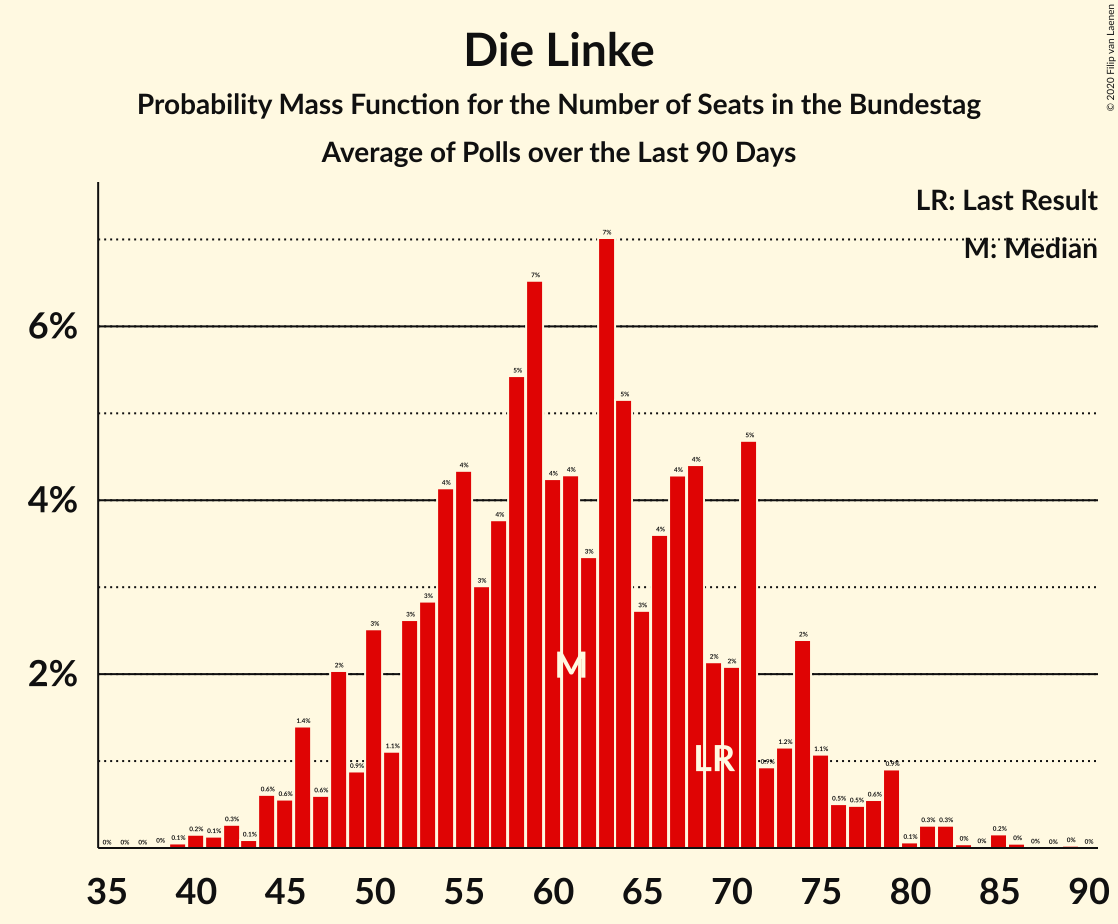 Die Linke
Probability Mass Function for the Number of Seats in the Bundestag
Average of Polls over the Last 90 Days
© 2020 Filip van Laenen
LR: Last Result
M: Median
6%
4%
2%
0% 0% 0% 0% 0.1% 0.2% 0.1% 0.3% 0.1% 0.6% 0.6% 1.4% 0.6% 2% 0.9% 3% 1.1% 3% 3% 4% 4% 3% 4% 5% 7% 4% 4% 3% 7% 5% 3% 4% 4% 4% 2% 2% 5% 0.9% 1.2% 2% 1.1% 0.5% 0.5% 0.6% 0.9% 0.1% 0.3% 0.3% 0% 0% 0.2% 0% 0% 0% 0% 0%
M
LR
35 40 45 50 55 60 65 70 75 80 85 90